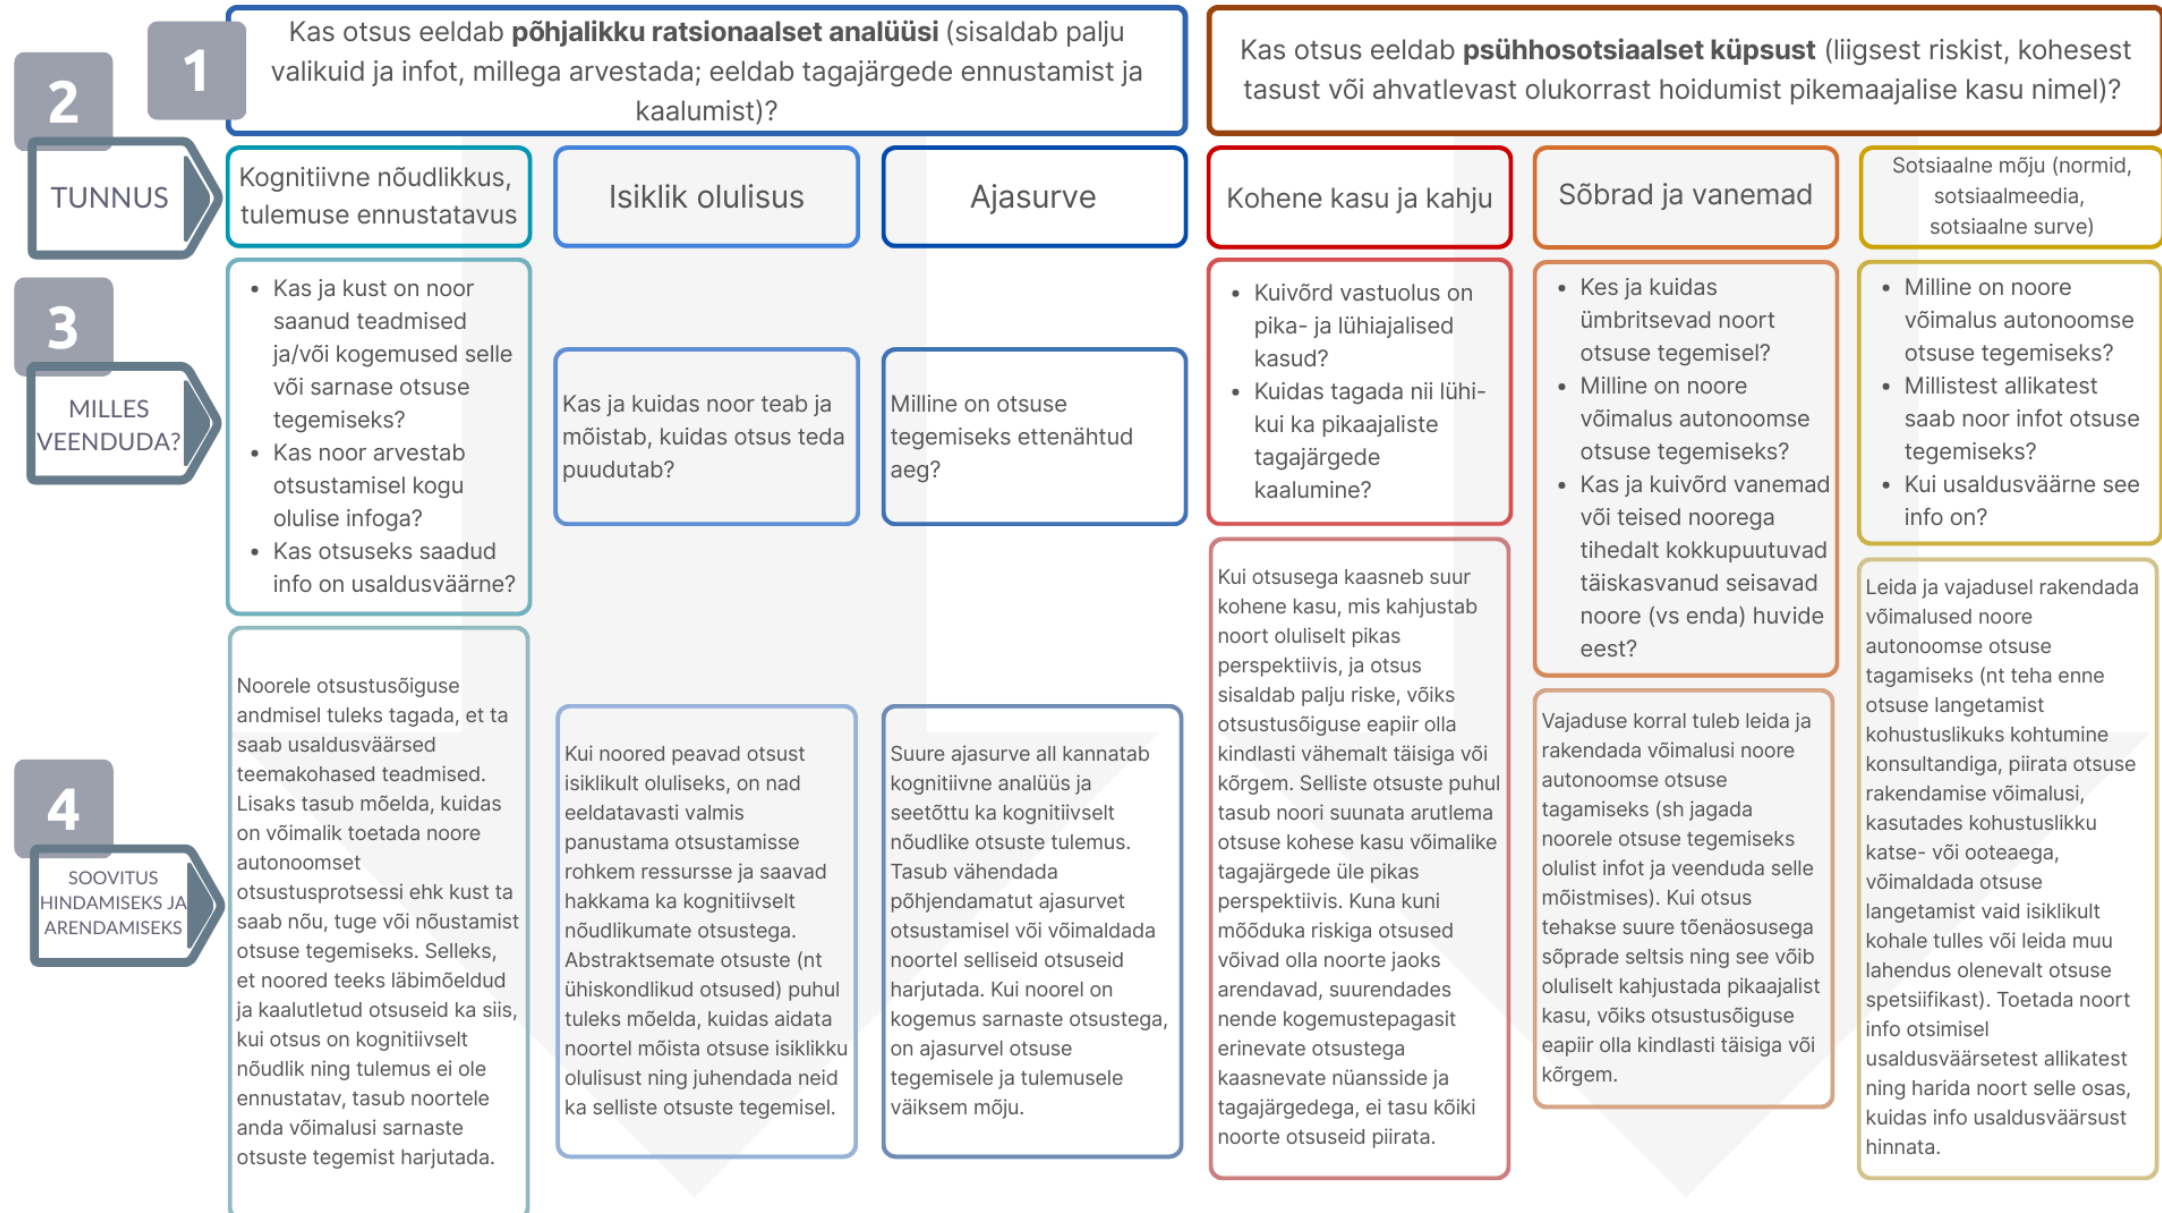 1
Kas otsus eeldab põhjalikku ratsionaalset analüüsi (sisaldab palju
valikuid ja infot, millega arvestada; eeldab tagajärgede ennustamist ja
kaalumist)?
Kas otsus eeldab psühhosotsiaalset küpsust (liigsest riskist, kohesest
tasust või ahvatlevast olukorrast hoidumist pikemaajalise kasu nimel)?
2
TUNNUS
Kognitiivne nõudlikkus,
tulemuse ennustatavus
Isiklik olulisus
Ajasurve
Kohene kasu ja kahju
Sõbrad ja vanemad
Sotsiaalne mõju (normid,
sotsiaalmeedia,
sotsiaalne surve)
3
MILLES
VEENDUDA?
• Kas ja kust on noor
saanud teadmised
ja/või kogemused selle
või sarnase otsuse
tegemiseks?
• Kas noor arvestab
otsustamisel kogu
olulise infoga?
• Kas otsuseks saadud
info on usaldusväärne?
Kas ja kuidas noor teab ja
mõistab, kuidas otsus teda
puudutab?
Milline on otsuse
tegemiseks ettenähtud
aeg?
• Kuivõrd vastuolus on
pika- ja lühiajalised
kasud?
• Kuidas tagada nii lühi-
kui ka pikaajaliste
tagajärgede
kaalumine?
• Kes ja kuidas
ümbritsevad noort
otsuse tegemisel?
• Milline on noore
võimalus autonoomse
otsuse tegemiseks?
• Kas ja kuivõrd vanemad
või teised noorega
tihedalt kokkupuutuvad
täiskasvanud seisavad
noore (vs enda) huvide
eest?
• Milline on noore
võimalus autonoomse
otsuse tegemiseks?
• Millistest allikatest
saab noor infot otsuse
tegemiseks?
• Kui usaldusväärne see
info on?
4
SOOVITUS
HINDAMISEKS JA
ARENDAMISEKS
Noorele otsustusõiguse
andmisel tuleks tagada, et ta
saab usaldusväärsed
teemakohased teadmised.
Lisaks tasub mõelda, kuidas
on võimalik toetada noore
autonoomset
otsustusprotsessi ehk kust ta
saab nõu, tuge või nõustamist
otsuse tegemiseks. Selleks,
et noored teeks läbimõeldud
ja kaalutletud otsuseid ka siis,
kui otsus on kognitiivselt
nõudlik ning tulemus ei ole
ennustatav, tasub noortele
anda võimalusi sarnaste
otsuste tegemist harjutada.
Kui noored peavad otsust
isiklikult oluliseks, on nad
eeldatavasti valmis
panustama otsustamisse
rohkem ressursse ja saavad
hakkama ka kognitiivselt
nõudlikumate otsustega.
Abstraktsemate otsuste (nt
ühiskondlikud otsused) puhul
tuleks mõelda, kuidas aidata
noortel mõista otsuse isiklikku
olulisust ning juhendada neid
ka selliste otsuste tegemisel.
Suure ajasurve all kannatab
kognitiivne analüüs ja
seetõttu ka kognitiivselt
nõudlike otsuste tulemus.
Tasub vähendada
põhjendamatut ajasurvet
otsustamisel või võimaldada
noortel selliseid otsuseid
harjutada. Kui noorel on
kogemus sarnaste otsustega,
on ajasurvel otsuse
tegemisele ja tulemusele
väiksem mõju.
Kui otsusega kaasneb suur
kohene kasu, mis kahjustab
noort oluliselt pikas
perspektiivis, ja otsus
sisaldab palju riske, võiks
otsustusõiguse eapiir olla
kindlasti vähemalt täisiga või
kõrgem. Selliste otsuste puhul
tasub noori suunata arutlema
otsuse kohese kasu võimalike
tagajärgede üle pikas
perspektiivis. Kuna kuni
mõõduka riskiga otsused
võivad olla noorte jaoks
arendavad, suurendades
nende kogemustepagasit
erinevate otsustega
kaasnevate nüansside ja
tagajärgedega, ei tasu kõiki
noorte otsuseid piirata.
Vajaduse korral tuleb leida ja
rakendada võimalusi noore
autonoomse otsuse
tagamiseks (sh jagada
noorele otsuse tegemiseks
olulist infot ja veenduda selle
mõistmises). Kui otsus
tehakse suure tõenäosusega
sõprade seltsis ning see võib
oluliselt kahjustada pikaajalist
kasu, võiks otsustusõiguse
eapiir olla kindlasti täisiga või
kõrgem.
Leida ja vajadusel rakendada
võimalused noore
autonoomse otsuse
tagamiseks (nt teha enne
otsuse langetamist
kohustuslikuks kohtumine
konsultandiga, piirata otsuse
rakendamise võimalusi,
kasutades kohustuslikku
katse- või ooteaega,
võimaldada otsuse
langetamist vaid isiklikult
kohale tulles või leida muu
lahendus olenevalt otsuse
spetsiifikast). Toetada noort
info otsimisel
usaldusväärsetest allikatest
ning harida noort selle osas,
kuidas info usaldusväärsust
hinnata.